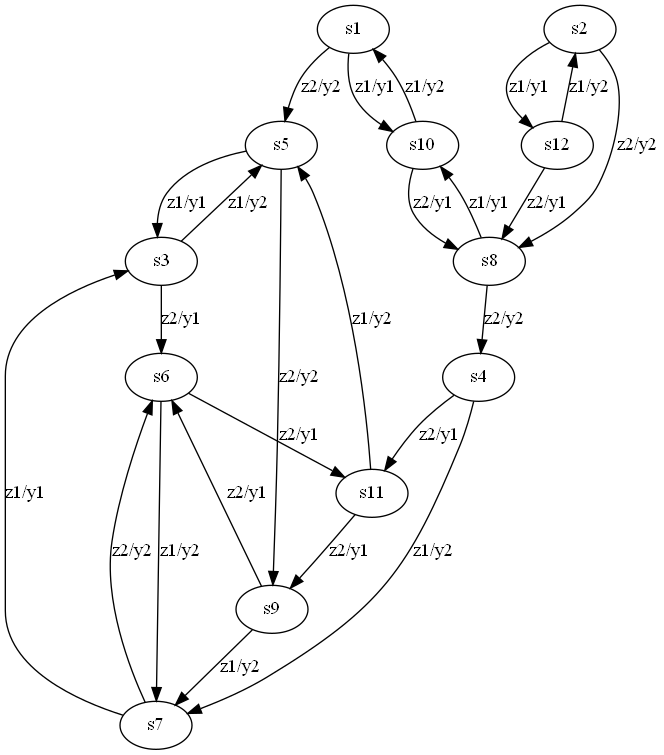 s1 s2
z2/y2 z1/y1 z1/y2 z1/y1 z1/y2
s5 s10 s12 z2/y2
z1/y1 z1/y2 z2/y1 z1/y1 z2/y1
s3 s8
z2/y1 z1/y2 z2/y2
s6 z2/y2 s4
z2/y1 z2/y1
z1/y1 z2/y1 s11
z2/y2 z1/y2 z2/y1 z1/y2
s9
z1/y2
s7